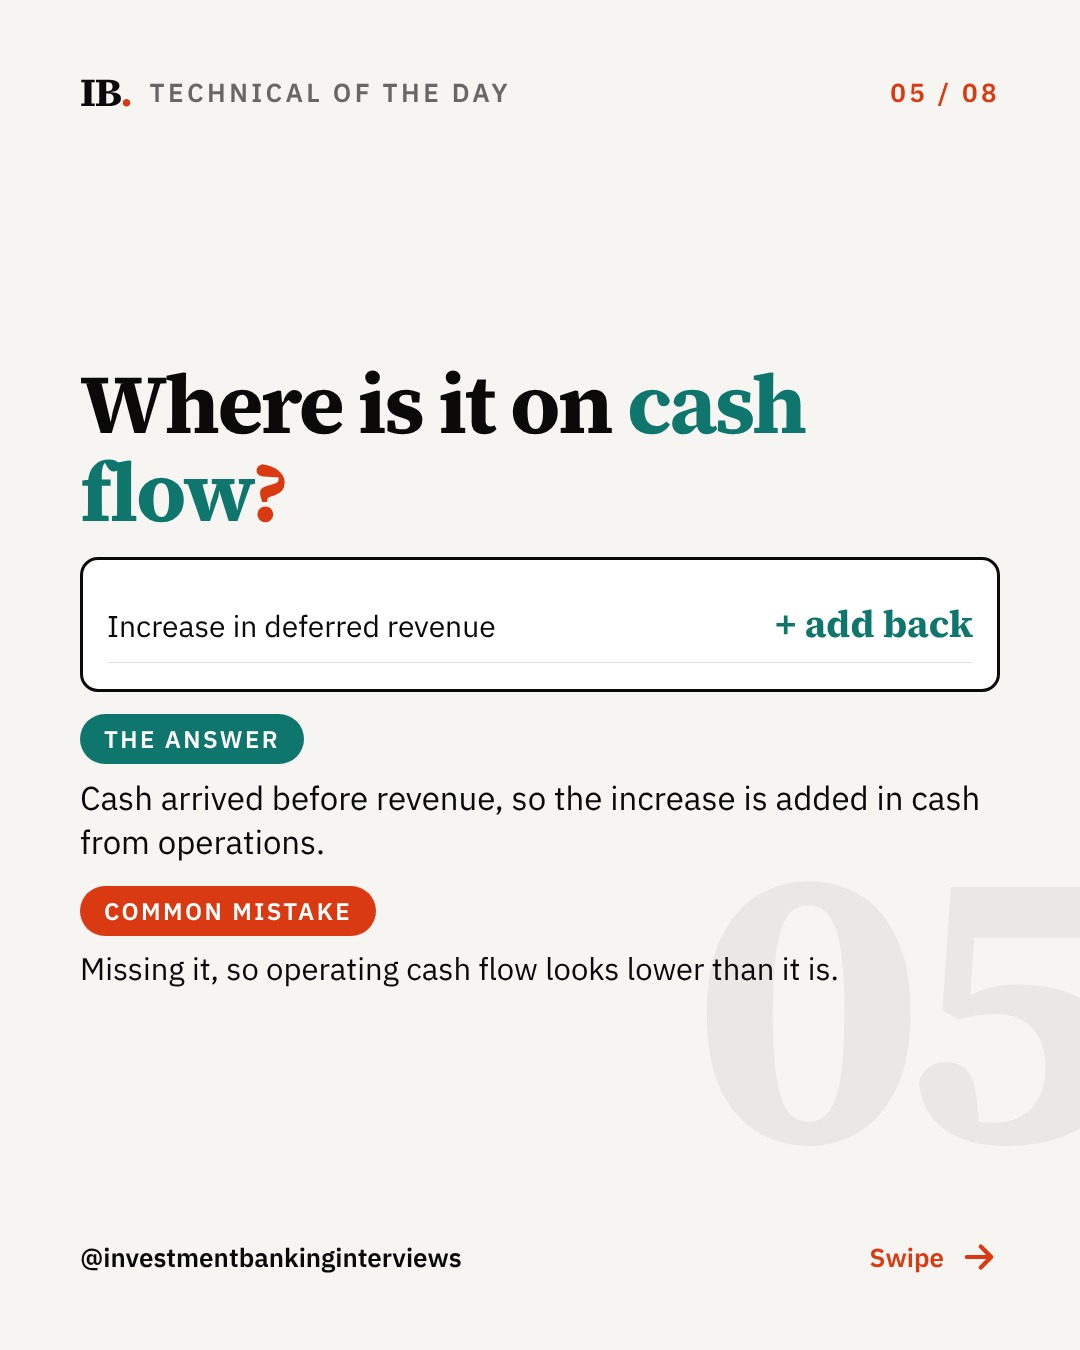 IB. TECHNICAL OF THE DAY 05 / 08
Where is it on cash
flow?
Increase in deferred revenue + add back
THE ANSWER
Cash arrived before revenue, so the increase is added in cash
from operations.
COMMON MISTAKE
Missing it, so operating cash flow looks lower than it is.
05
@investmentbankinginterviews Swipe →